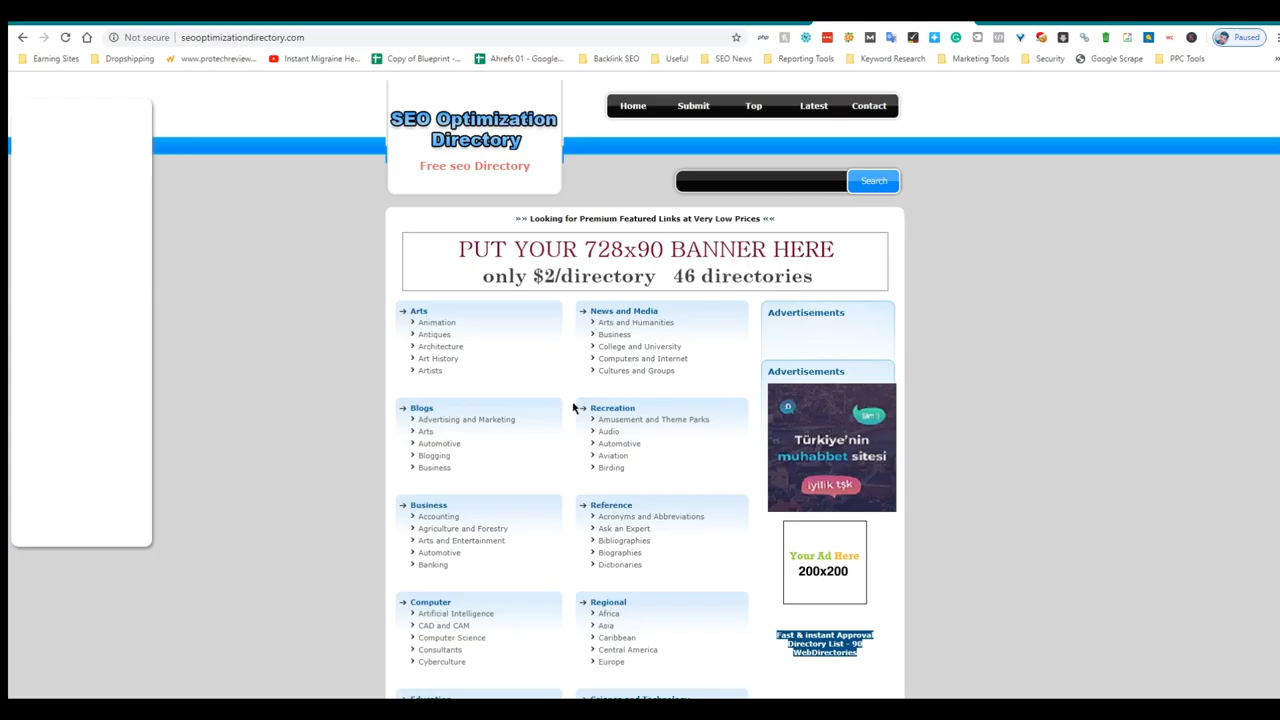 Not secure
seooptimizationdirectory.com
Paused
Earning Sites
Dropshipping
www.protechreview...
Instant Migraine He...
Copy of Blueprint -...
Ahrefs 01 - Google...
Backlink SEO
Useful
SEO News
Reporting Tools
Keyword Research
Marketing Tools
Security
Google Scrape
PPC Tools
SEO Optimization
Directory
Free seo Directory
Home
Submit
Top
Latest
Contact
Search
»» Looking for Premium Featured Links at Very Low Prices ««
PUT YOUR 728x90 BANNER HERE
only $2/directory 46 directories
Arts
Animation
Antiques
Architecture
Art History
Artists
News and Media
Arts and Humanities
Business
College and University
Computers and Internet
Cultures and Groups
Blogs
Advertising and Marketing
Arts
Automotive
Blogging
Business
Recreation
Amusement and Theme Parks
Audio
Automotive
Aviation
Birding
Business
Accounting
Agriculture and Forestry
Arts and Entertainment
Automotive
Banking
Reference
Acronyms and Abbreviations
Ask an Expert
Bibliographies
Biographies
Dictionaries
Computer
Artificial Intelligence
CAD and CAM
Computer Science
Consultants
Cyberculture
Regional
Africa
Asia
Caribbean
Central America
Europe
Education
Science and Technology
Advertisements
Advertisements
Türkiye'nin
muhabbet sitesi
iyilik tşk
Your Ad Here
200x200
Fast & instant Approval
Directory List - 90
WebDirectories